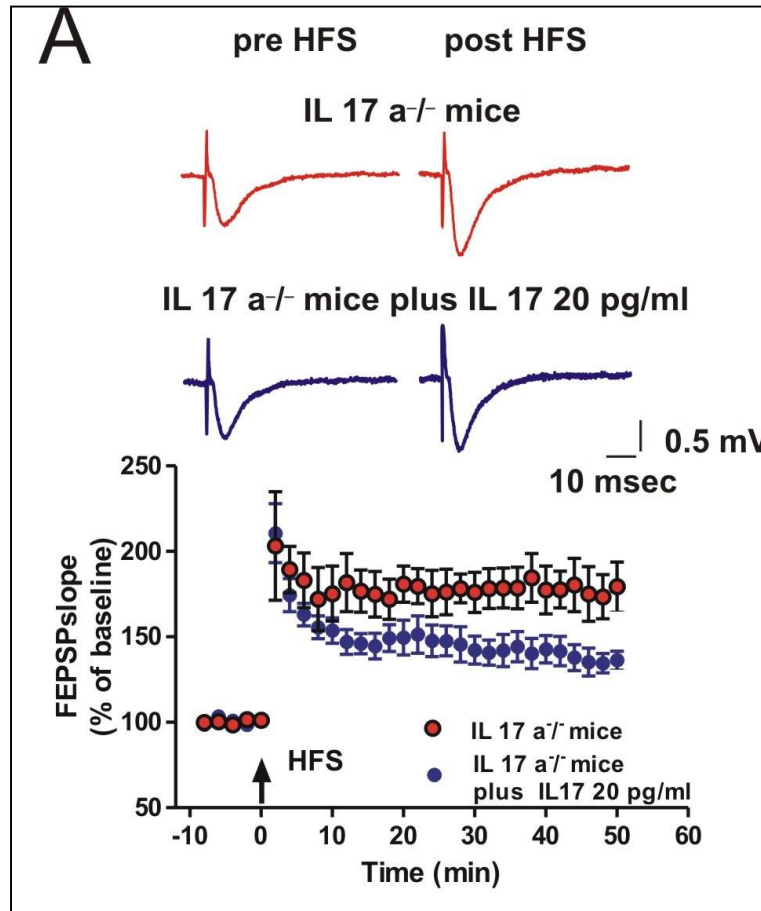 A
pre HFS post HFS
IL 17 a⁻/⁻ mice
IL 17 a⁻/⁻ mice plus IL 17 20 pg/ml
0.5 mV
10 msec
FEPSPslope
(% of baseline)
250
200
150
100
50
HFS
IL 17 a⁻/⁻ mice
IL 17 a⁻/⁻ mice
plus IL17 20 pg/ml
-10 0 10 20 30 40 50 60
Time (min)